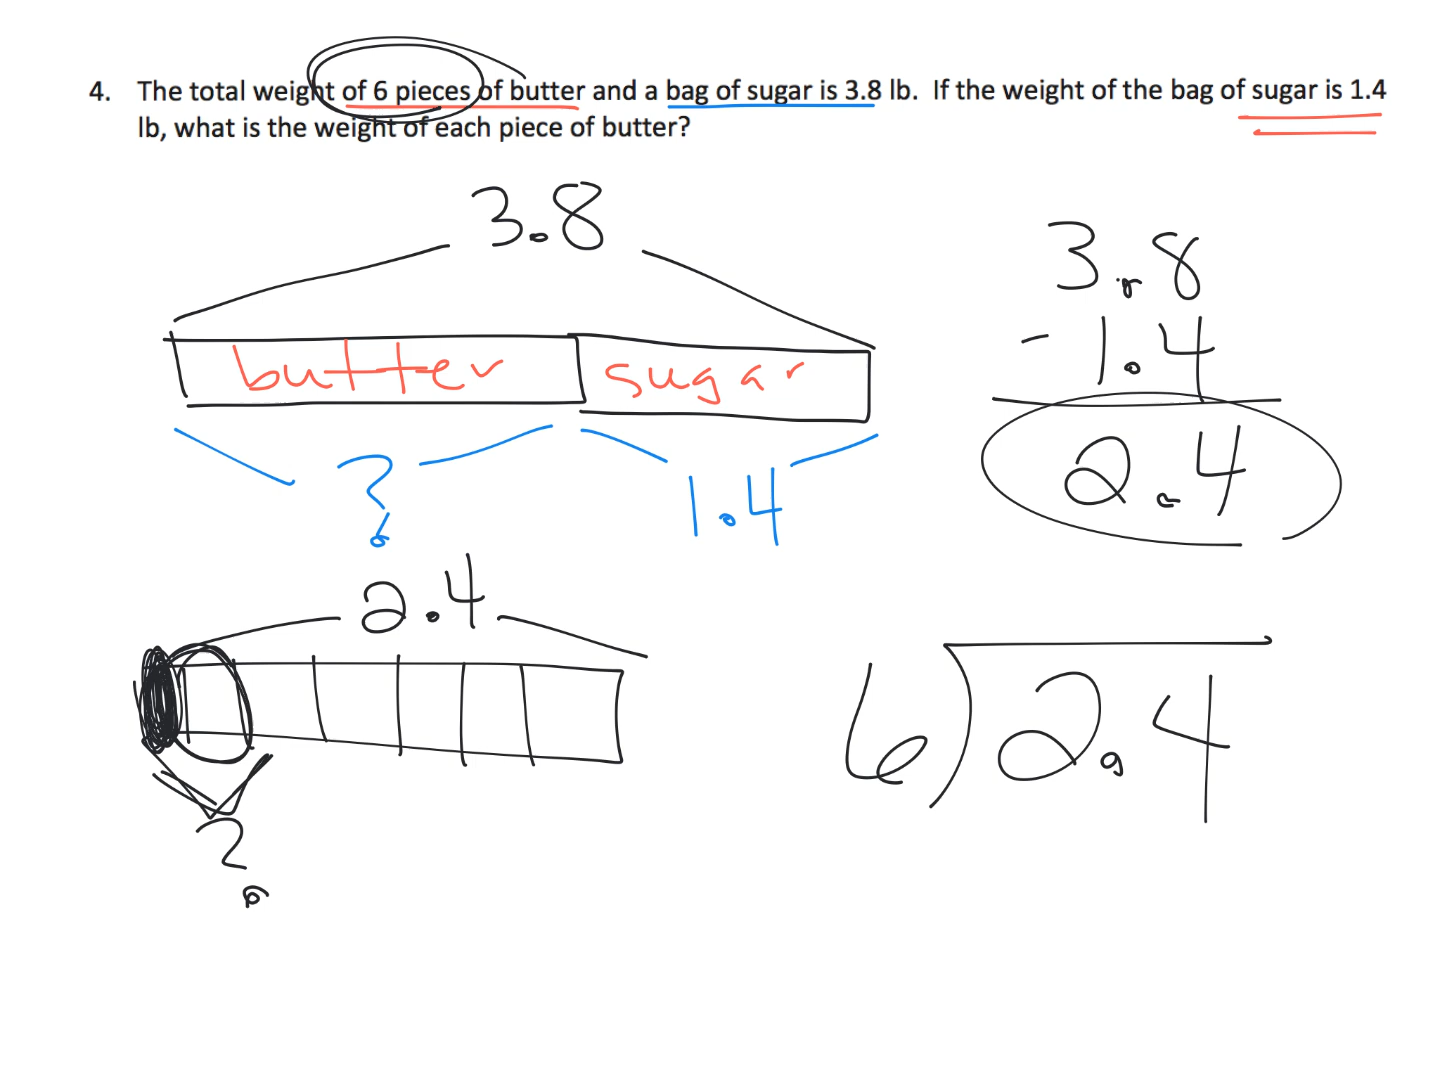 4. The total weight of 6 pieces of butter and a bag of sugar is 3.8 lb. If the weight of the bag of sugar is 1.4
lb, what is the weight of each piece of butter?
3.8
butter sugar
? 1.4
3.8
- 1.4
2.4
2.4
?
6 2.4